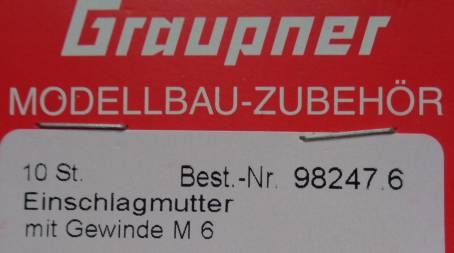 Graupner
MODELLBAU-ZUBEHÖR
10 St. Best.-Nr. 98247.6
Einschlagmutter
mit Gewinde M 6